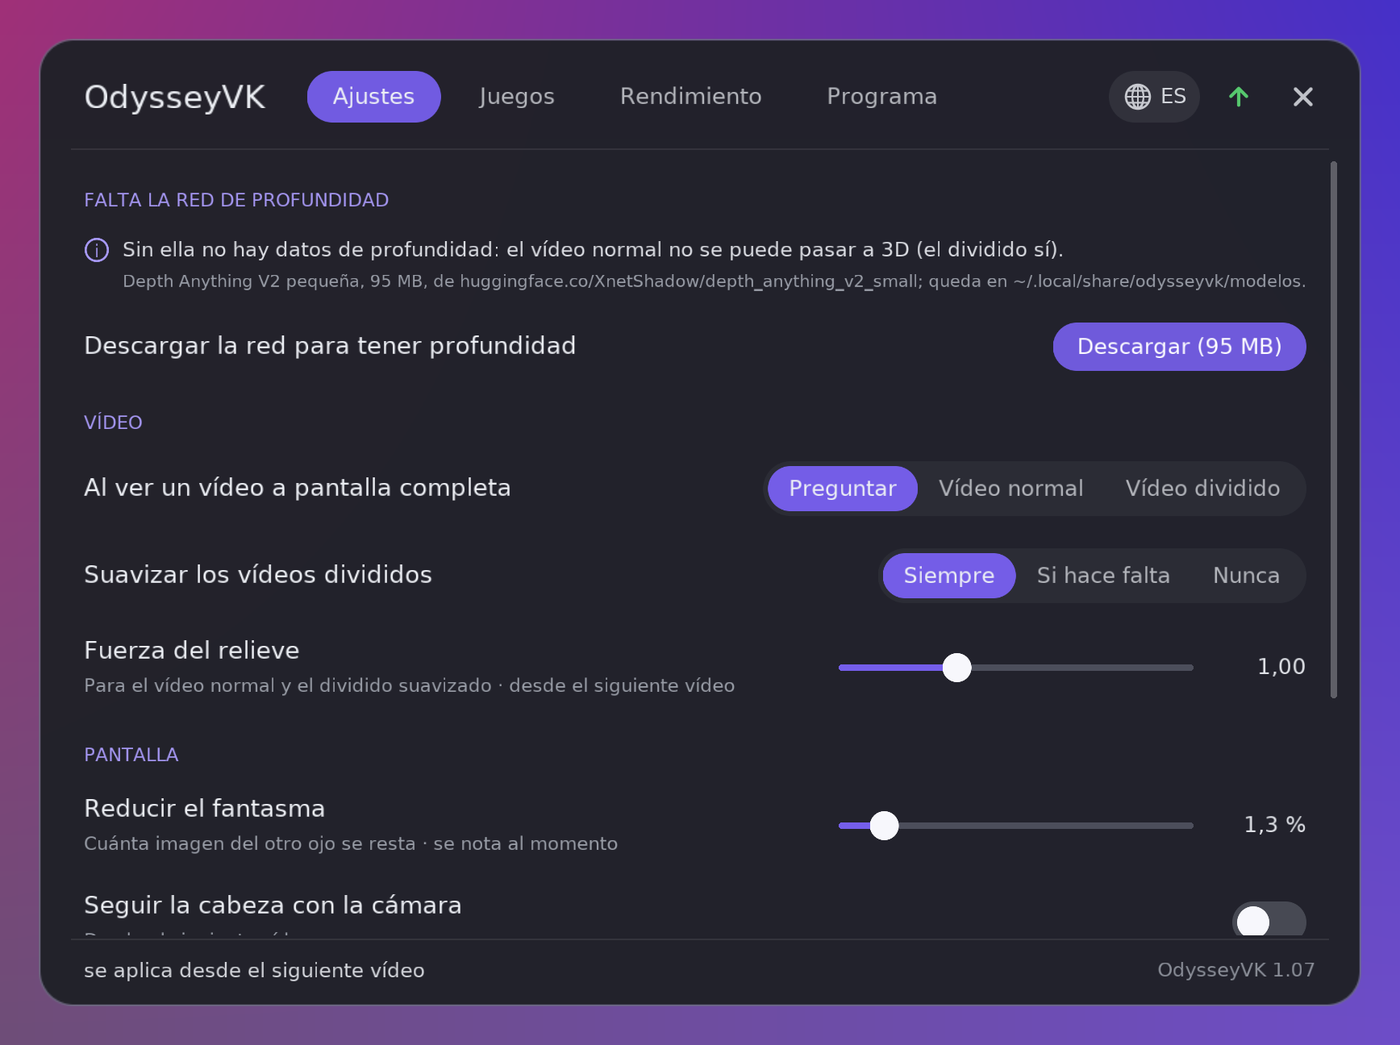 OdysseyVK
Ajustes
Juegos
Rendimiento
Programa
ES
FALTA LA RED DE PROFUNDIDAD
Sin ella no hay datos de profundidad: el vídeo normal no se puede pasar a 3D (el dividido sí).
Depth Anything V2 pequeña, 95 MB, de huggingface.co/XnetShadow/depth_anything_v2_small; queda en ~/.local/share/odysseyvk/modelos.
Descargar la red para tener profundidad
Descargar (95 MB)
VÍDEO
Al ver un vídeo a pantalla completa
Preguntar
Vídeo normal
Vídeo dividido
Suavizar los vídeos divididos
Siempre
Si hace falta
Nunca
Fuerza del relieve
1,00
Para el vídeo normal y el dividido suavizado · desde el siguiente vídeo
PANTALLA
Reducir el fantasma
1,3 %
Cuánta imagen del otro ojo se resta · se nota al momento
Seguir la cabeza con la cámara
se aplica desde el siguiente vídeo
OdysseyVK 1.07